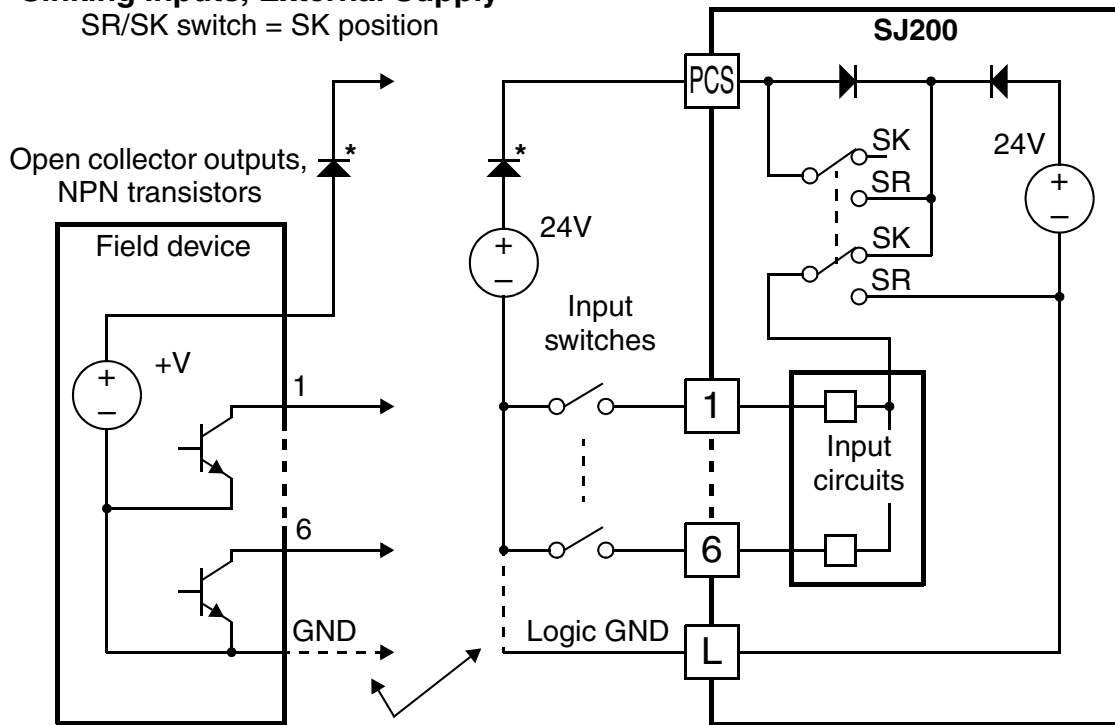 Sinking Inputs, External Supply
SR/SK switch = SK position
SJ200
PCS
*
*
SK
SR
SK
SR
24V
+
–
Open collector outputs,
NPN transistors
Field device
24V
+
–
Input
switches
+V
+
–
1
1
Input
circuits
6
6
GND
Logic GND
L